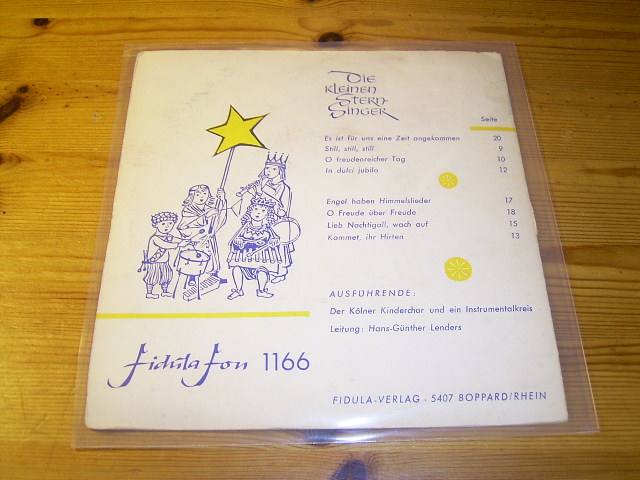 DIE
KLEINEN
STERN-
SINGER
Seite
Es ist für uns eine Zeit angekommen 20
Still, still, still 9
O freudenreicher Tag 10
In dulci jubilo 12
Engel haben Himmelslieder 17
O Freude über Freude 18
Lieb Nachtigall, wach auf 15
Kommet, ihr Hirten 13
AUSFÜHRENDE:
Der Kölner Kinderchor und ein Instrumentalkreis
Leitung: Hans-Günther Lenders
fidula fon 1166
FIDULA-VERLAG - 5407 BOPPARD/RHEIN